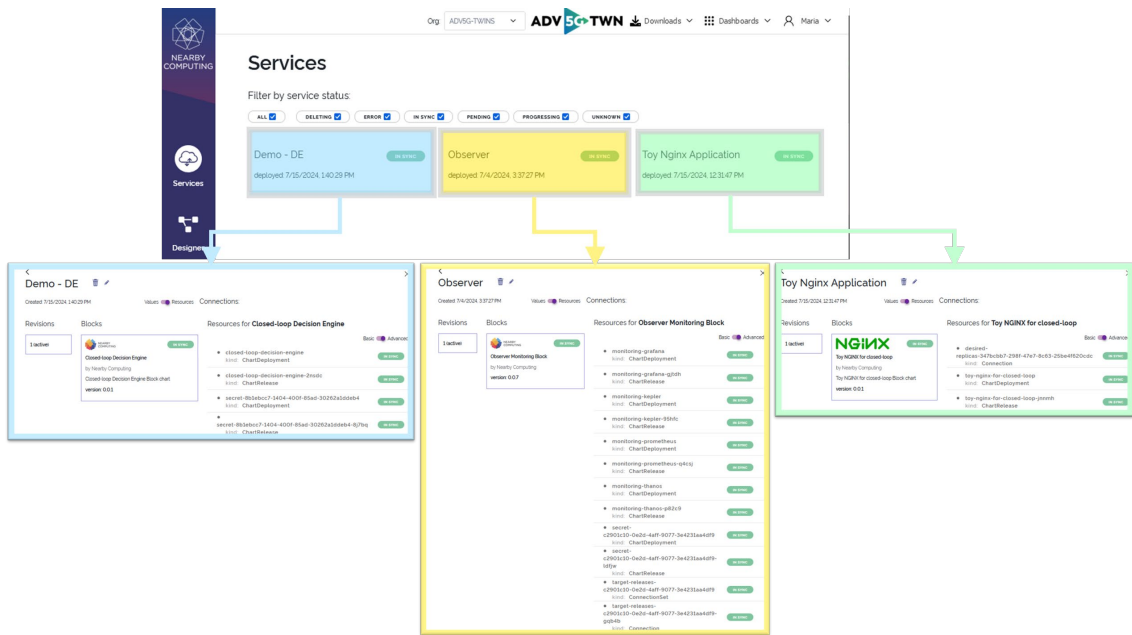 Org ADV5G-TWINS ADV 5G TWN Downloads Dashboards Maria
NEARBY
COMPUTING
Services
Filter by service status:
ALL DELETING ERROR IN SYNC PENDING PROGRESSING UNKNOWN
Demo - DE IN SYNC
deployed: 7/15/2024, 1:40:29 PM
Observer IN SYNC
deployed: 7/4/2024, 3:37:27 PM
Toy Nginx Application IN SYNC
deployed: 7/15/2024, 12:31:47 PM
Services
Designer
Demo - DE
Created: 7/15/2024, 1:40:29 PM Values Resources Connections:
Revisions Blocks Resources for Closed-loop Decision Engine
Basic Advanced
1 (active)
NEARBY COMPUTING IN SYNC
Closed-loop Decision Engine
by Nearby Computing
Closed-loop Decision Engine Block chart
version: 0.0.1
closed-loop-decision-engine IN SYNC
kind: ChartDeployment
closed-loop-decision-engine-2nsdc IN SYNC
kind: ChartRelease
secret-8b1ebcc7-1404-400f-85ad-30262a1ddeb4 IN SYNC
kind: ChartDeployment
secret-8b1ebcc7-1404-400f-85ad-30262a1ddeb4-8j7bq IN SYNC
kind: ChartRelease
Observer
Created: 7/4/2024, 3:37:27 PM Values Resources Connections:
Revisions Blocks Resources for Observer Monitoring Block
Basic Advanced
1 (active)
NEARBY COMPUTING IN SYNC
Observer Monitoring Block
by Nearby Computing
version: 0.0.7
monitoring-grafana IN SYNC
kind: ChartDeployment
monitoring-grafana-gjtdh IN SYNC
kind: ChartRelease
monitoring-kepler IN SYNC
kind: ChartDeployment
monitoring-kepler-95hfc IN SYNC
kind: ChartRelease
monitoring-prometheus IN SYNC
kind: ChartDeployment
monitoring-prometheus-q4csj IN SYNC
kind: ChartRelease
monitoring-thanos IN SYNC
kind: ChartDeployment
monitoring-thanos-p82c9 IN SYNC
kind: ChartRelease
secret-
c2901c10-0e2d-4aff-9077-3e4231aa4df9 IN SYNC
kind: ChartDeployment
secret-
c2901c10-0e2d-4aff-9077-3e4231aa4df9- IN SYNC
ldfjw
kind: ChartRelease
target-releases-
c2901c10-0e2d-4aff-9077-3e4231aa4df9 IN SYNC
kind: ConnectionSet
target-releases-
c2901c10-0e2d-4aff-9077-3e4231aa4df9- IN SYNC
gqb4b
kind: Connection
Toy Nginx Application
Created: 7/15/2024, 12:31:47 PM Values Resources Connections:
Revisions Blocks Resources for Toy NGINX for closed-loop
Basic Advanced
1 (active)
NGINX IN SYNC
Toy NGINX for closed-loop
by Nearby Computing
Toy NGINX for closed-loop Block chart
version: 0.0.1
desired-
replicas-347bcbb7-298f-47e7-8c63-25be41520cdc IN SYNC
kind: Connection
toy-nginx-for-closed-loop IN SYNC
kind: ChartDeployment
toy-nginx-for-closed-loop-jnnmh IN SYNC
kind: ChartRelease